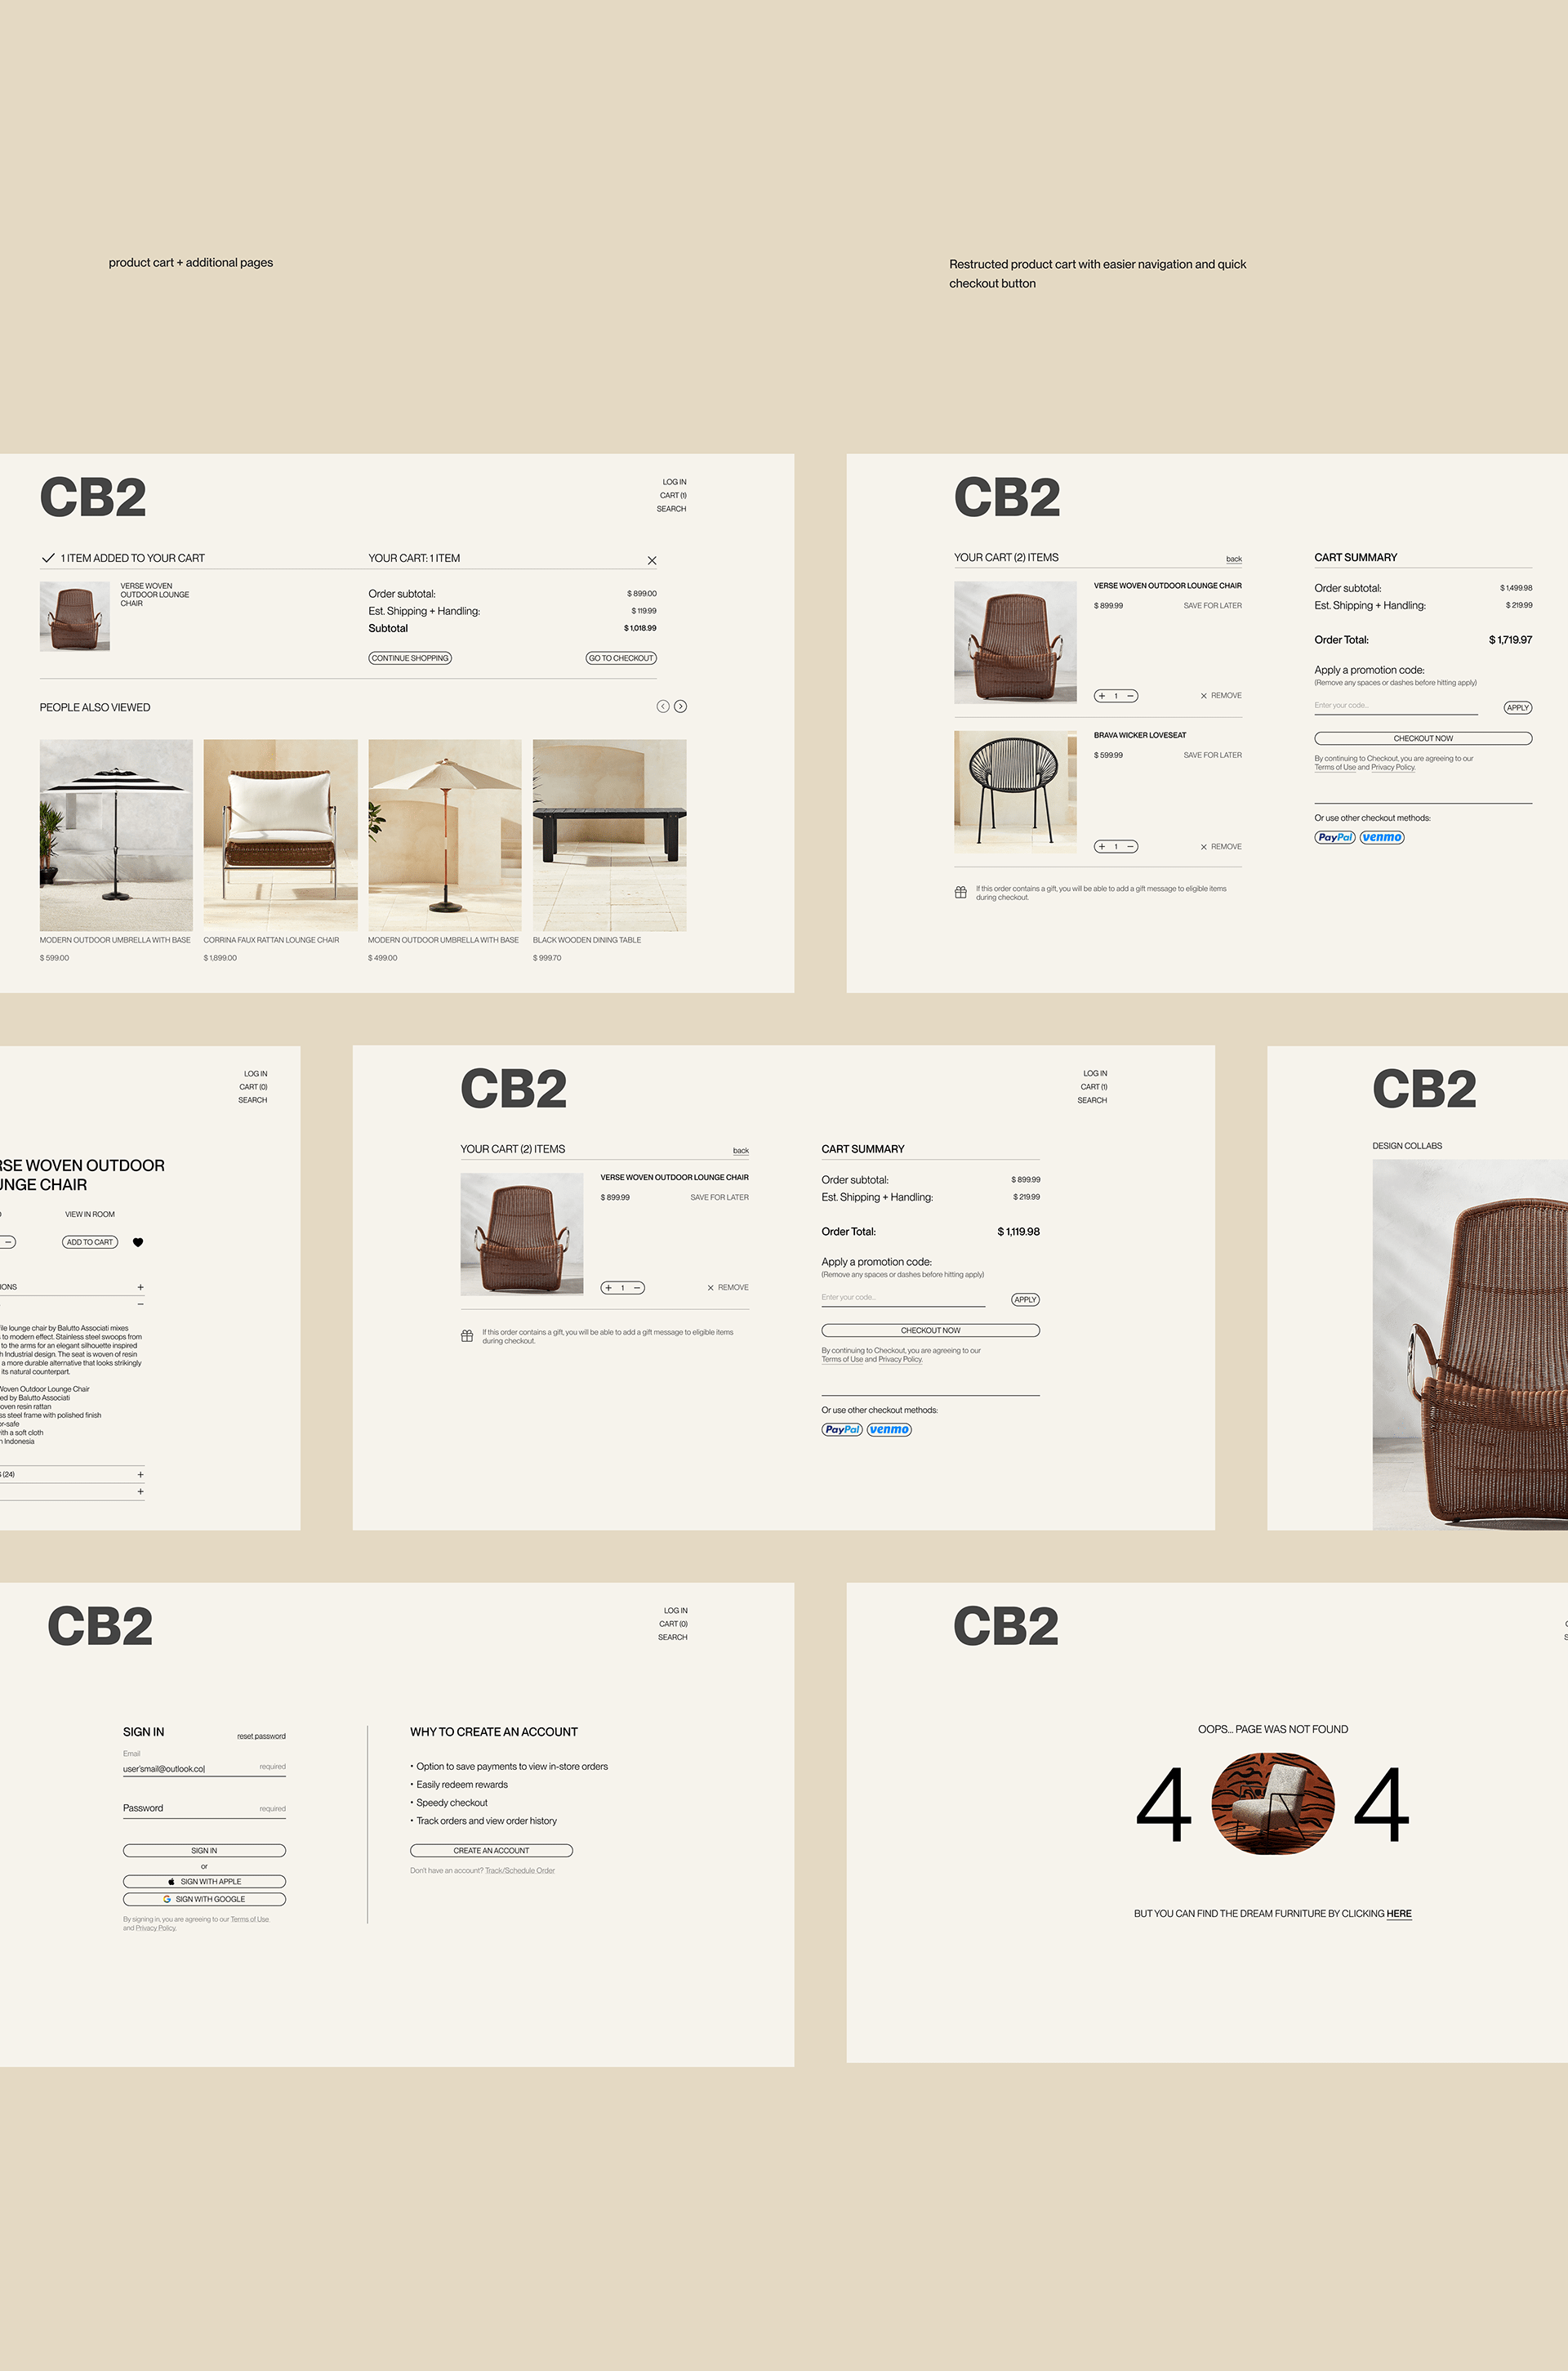 product cart + additional pages
Restructed product cart with easier navigation and quick
checkout button
CB2
LOG IN
CART (1)
SEARCH
1 ITEM ADDED TO YOUR CART
YOUR CART: 1 ITEM
VERSE WOVEN
OUTDOOR LOUNGE
CHAIR
Order subtotal:
$ 899.00
Est. Shipping + Handling:
$ 119.99
Subtotal
$ 1,018.99
CONTINUE SHOPPING
GO TO CHECKOUT
PEOPLE ALSO VIEWED
MODERN OUTDOOR UMBRELLA WITH BASE
$ 599.00
CORRINA FAUX RATTAN LOUNGE CHAIR
$ 1,899.00
MODERN OUTDOOR UMBRELLA WITH BASE
$ 499.00
BLACK WOODEN DINING TABLE
$ 999.70
CB2
YOUR CART (2) ITEMS
back
VERSE WOVEN OUTDOOR LOUNGE CHAIR
$ 899.99
SAVE FOR LATER
+ 1 −
REMOVE
BRAVA WICKER LOVESEAT
$ 599.99
SAVE FOR LATER
+ 1 −
REMOVE
If this order contains a gift, you will be able to add a gift message to eligible items
during checkout.
CART SUMMARY
Order subtotal:
$ 1,499.98
Est. Shipping + Handling:
$ 219.99
Order Total:
$ 1,719.97
Apply a promotion code:
(Remove any spaces or dashes before hitting apply)
Enter your code...
APPLY
CHECKOUT NOW
By continuing to Checkout, you are agreeing to our
Terms of Use and Privacy Policy.
Or use other checkout methods:
PayPal
venmo
LOG IN
CART (0)
SEARCH
RSE WOVEN OUTDOOR
UNGE CHAIR
VIEW IN ROOM
−
ADD TO CART
IONS
+
−
file lounge chair by Balutto Associati mixes
s to modern effect. Stainless steel swoops from
to the arms for an elegant silhouette inspired
h Industrial design. The seat is woven of resin
a more durable alternative that looks strikingly
its natural counterpart.
Woven Outdoor Lounge Chair
ed by Balutto Associati
oven resin rattan
ss steel frame with polished finish
or-safe
with a soft cloth
n Indonesia
S (24)
+
+
CB2
LOG IN
CART (1)
SEARCH
YOUR CART (2) ITEMS
back
VERSE WOVEN OUTDOOR LOUNGE CHAIR
$ 899.99
SAVE FOR LATER
+ 1 −
REMOVE
If this order contains a gift, you will be able to add a gift message to eligible items
during checkout.
CART SUMMARY
Order subtotal:
$ 899.99
Est. Shipping + Handling:
$ 219.99
Order Total:
$ 1,119.98
Apply a promotion code:
(Remove any spaces or dashes before hitting apply)
Enter your code...
APPLY
CHECKOUT NOW
By continuing to Checkout, you are agreeing to our
Terms of Use and Privacy Policy.
Or use other checkout methods:
PayPal
venmo
CB2
DESIGN COLLABS
CB2
LOG IN
CART (0)
SEARCH
SIGN IN
reset password
Email
user'smail@outlook.co|
required
Password
required
SIGN IN
or
SIGN WITH APPLE
SIGN WITH GOOGLE
By signing in, you are agreeing to our Terms of Use
and Privacy Policy.
WHY TO CREATE AN ACCOUNT
• Option to save payments to view in-store orders
• Easily redeem rewards
• Speedy checkout
• Track orders and view order history
CREATE AN ACCOUNT
Don't have an account? Track/Schedule Order
CB2
OOPS... PAGE WAS NOT FOUND
4 4
BUT YOU CAN FIND THE DREAM FURNITURE BY CLICKING HERE